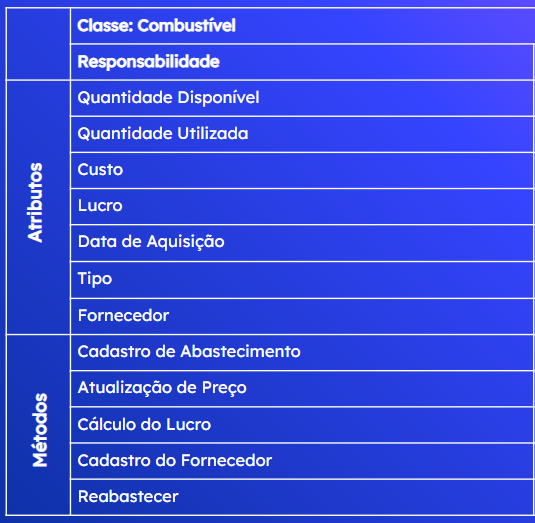 Classe: Combustível
Responsabilidade
Atributos
Quantidade Disponível
Quantidade Utilizada
Custo
Lucro
Data de Aquisição
Tipo
Fornecedor
Métodos
Cadastro de Abastecimento
Atualização de Preço
Cálculo do Lucro
Cadastro do Fornecedor
Reabastecer